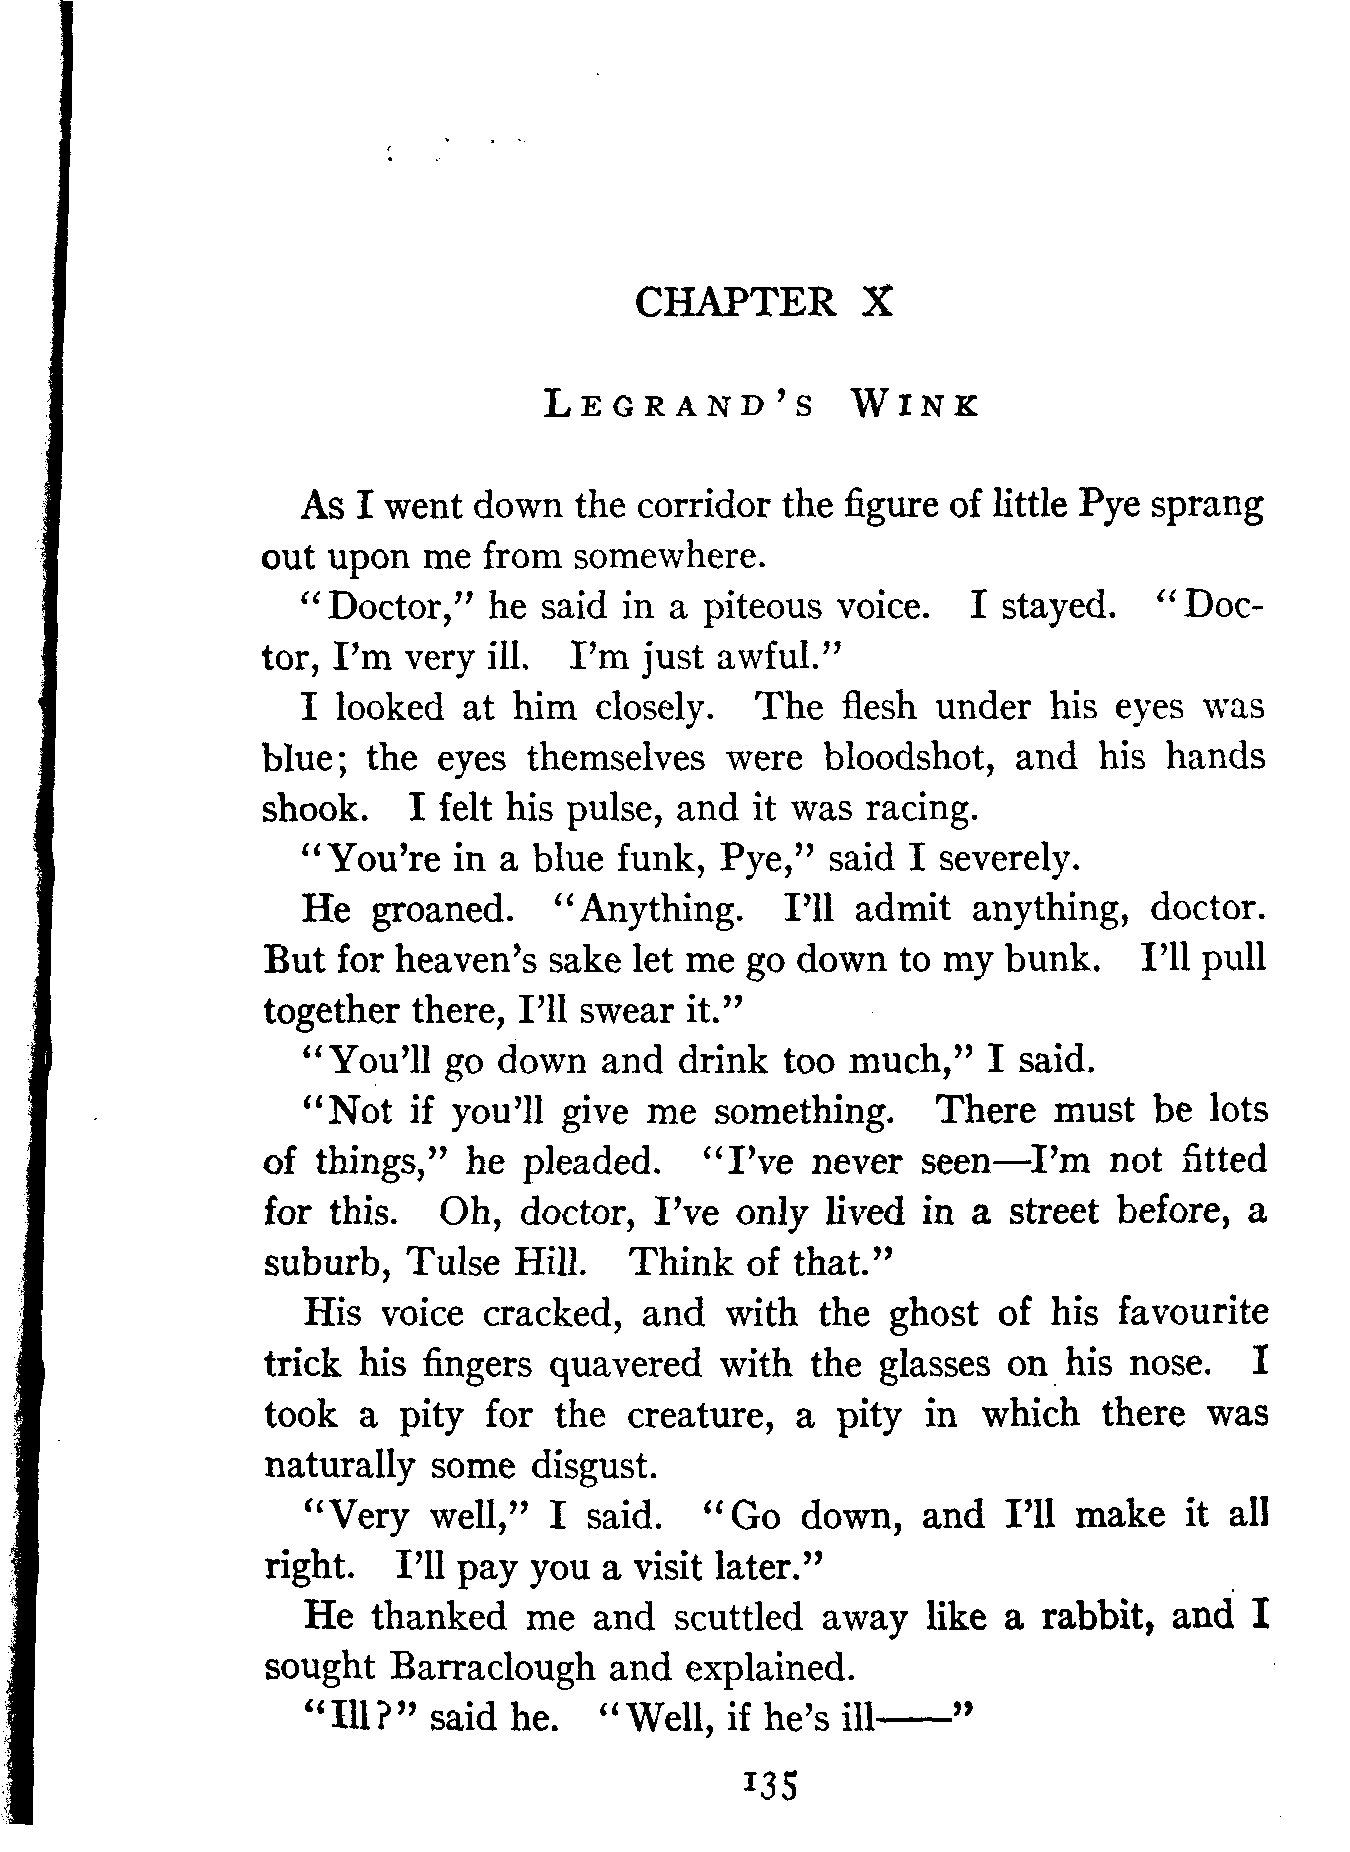 CHAPTER X
LEGRAND'S WINK
As I went down the corridor the figure of little Pye sprang
out upon me from somewhere.
"Doctor," he said in a piteous voice. I stayed. "Doc-
tor, I'm very ill. I'm just awful."
I looked at him closely. The flesh under his eyes was
blue; the eyes themselves were bloodshot, and his hands
shook. I felt his pulse, and it was racing.
"You're in a blue funk, Pye," said I severely.
He groaned. "Anything. I'll admit anything, doctor.
But for heaven's sake let me go down to my bunk. I'll pull
together there, I'll swear it."
"You'll go down and drink too much," I said.
"Not if you'll give me something. There must be lots
of things," he pleaded. "I've never seen—I'm not fitted
for this. Oh, doctor, I've only lived in a street before, a
suburb, Tulse Hill. Think of that."
His voice cracked, and with the ghost of his favourite
trick his fingers quavered with the glasses on his nose. I
took a pity for the creature, a pity in which there was
naturally some disgust.
"Very well," I said. "Go down, and I'll make it all
right. I'll pay you a visit later."
He thanked me and scuttled away like a rabbit, and I
sought Barraclough and explained.
"Ill?" said he. "Well, if he's ill——"
135